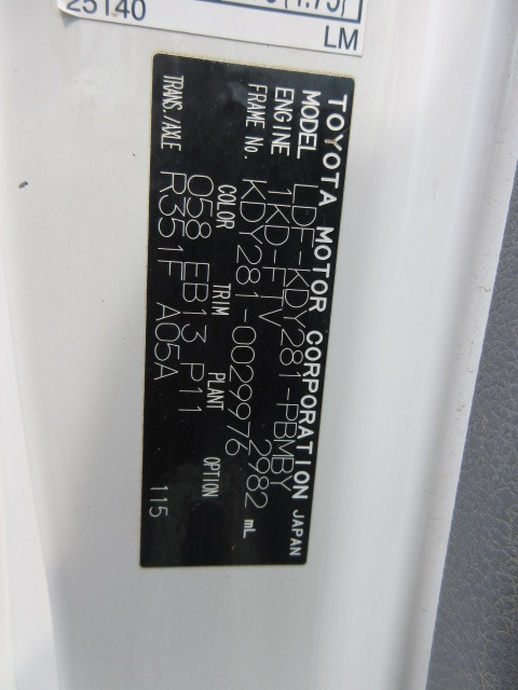 25140
LM
TOYOTA MOTOR CORPORATION JAPAN
MODEL LDF-KDY281-PBMBY
ENGINE 1KD-FTV 2982 mL
FRAME No. KDY281-0029976
COLOR TRIM PLANT OPTION
058 EB13 P11
TRANS./AXLE R351F A05A
115